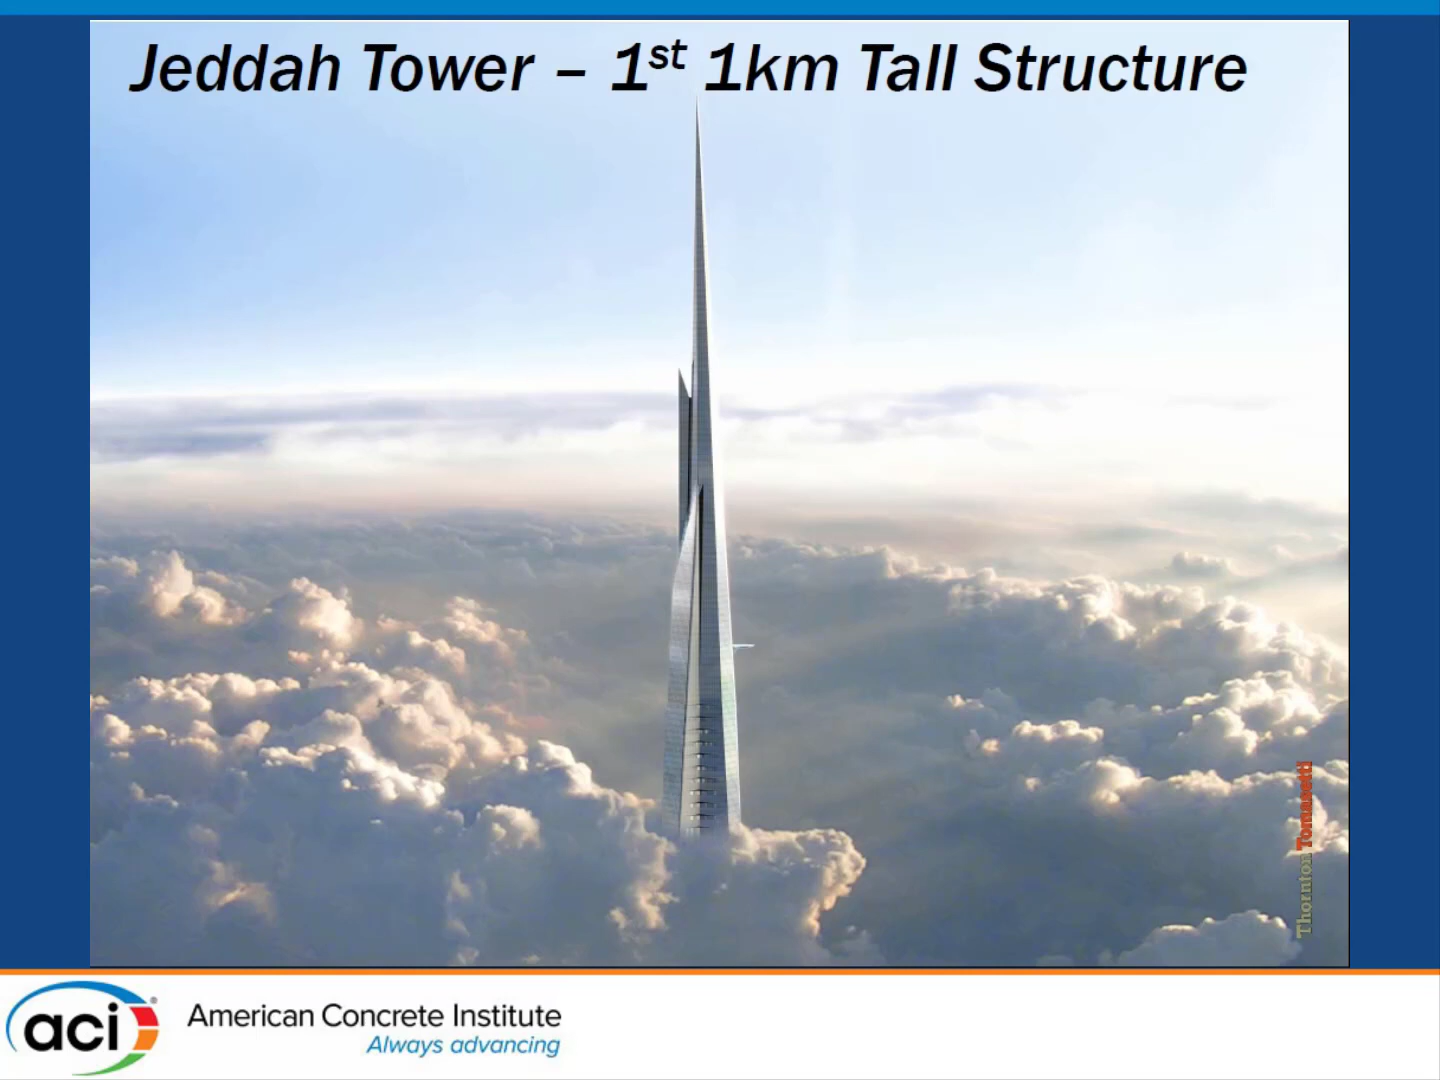 Jeddah Tower – 1st 1km Tall Structure
Thornton Tomasetti
aci®
American Concrete Institute
Always advancing